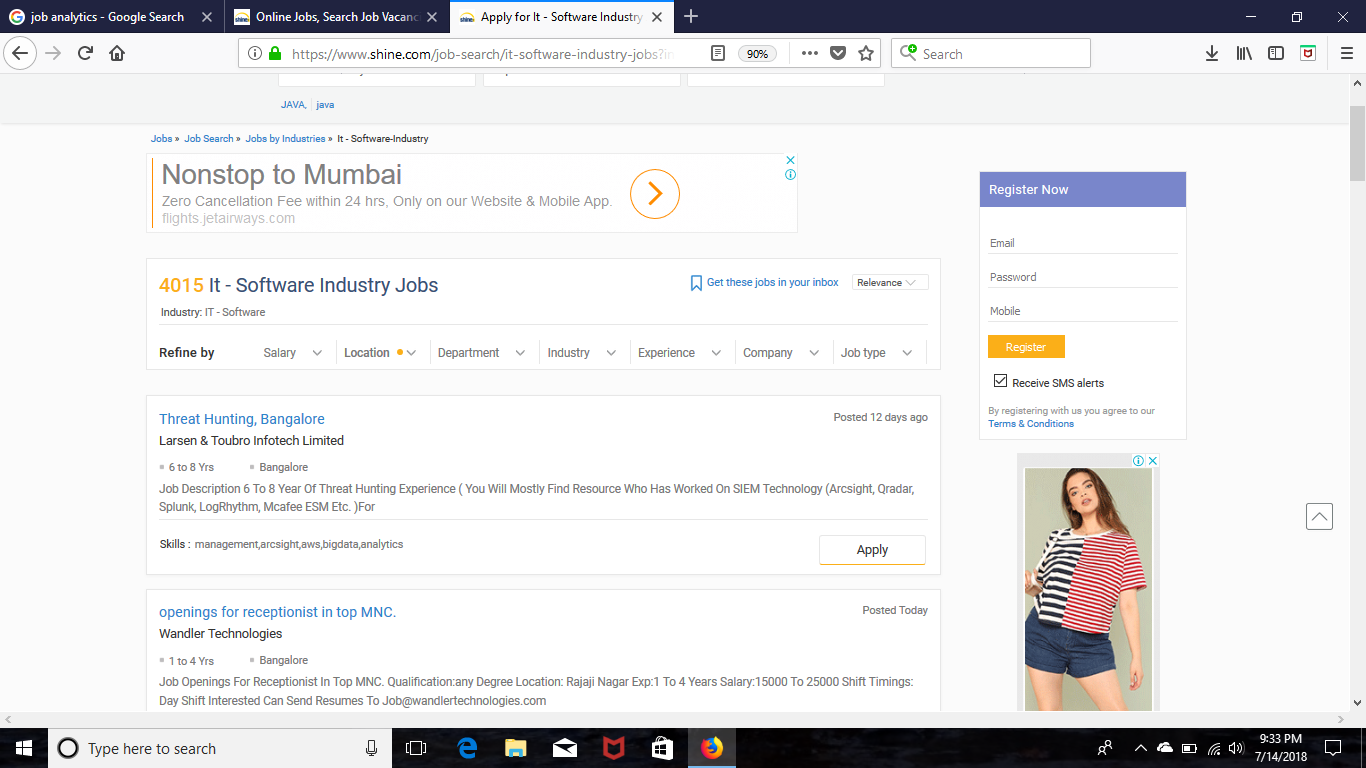 job analytics - Google Search
Online Jobs, Search Job Vacanc
Apply for It - Software Industry
https://www.shine.com/job-search/it-software-industry-jobs?in
90%
Search
JAVA, java
Jobs » Job Search » Jobs by Industries » It - Software-Industry
Nonstop to Mumbai
Zero Cancellation Fee within 24 hrs, Only on our Website & Mobile App.
flights.jetairways.com
4015 It - Software Industry Jobs
Get these jobs in your inbox
Relevance
Industry: IT - Software
Refine by Salary Location Department Industry Experience Company Job type
Threat Hunting, Bangalore
Posted 12 days ago
Larsen & Toubro Infotech Limited
6 to 8 Yrs Bangalore
Job Description 6 To 8 Year Of Threat Hunting Experience ( You Will Mostly Find Resource Who Has Worked On SIEM Technology (Arcsight, Qradar,
Splunk, LogRhythm, Mcafee ESM Etc. )For
Skills : management,arcsight,aws,bigdata,analytics
Apply
openings for receptionist in top MNC.
Posted Today
Wandler Technologies
1 to 4 Yrs Bangalore
Job Openings For Receptionist In Top MNC. Qualification:any Degree Location: Rajaji Nagar Exp:1 To 4 Years Salary:15000 To 25000 Shift Timings:
Day Shift Interested Can Send Resumes To Job@wandlertechnologies.com
Register Now
Email
Password
Mobile
Register
Receive SMS alerts
By registering with us you agree to our
Terms & Conditions
Type here to search
9:33 PM
7/14/2018